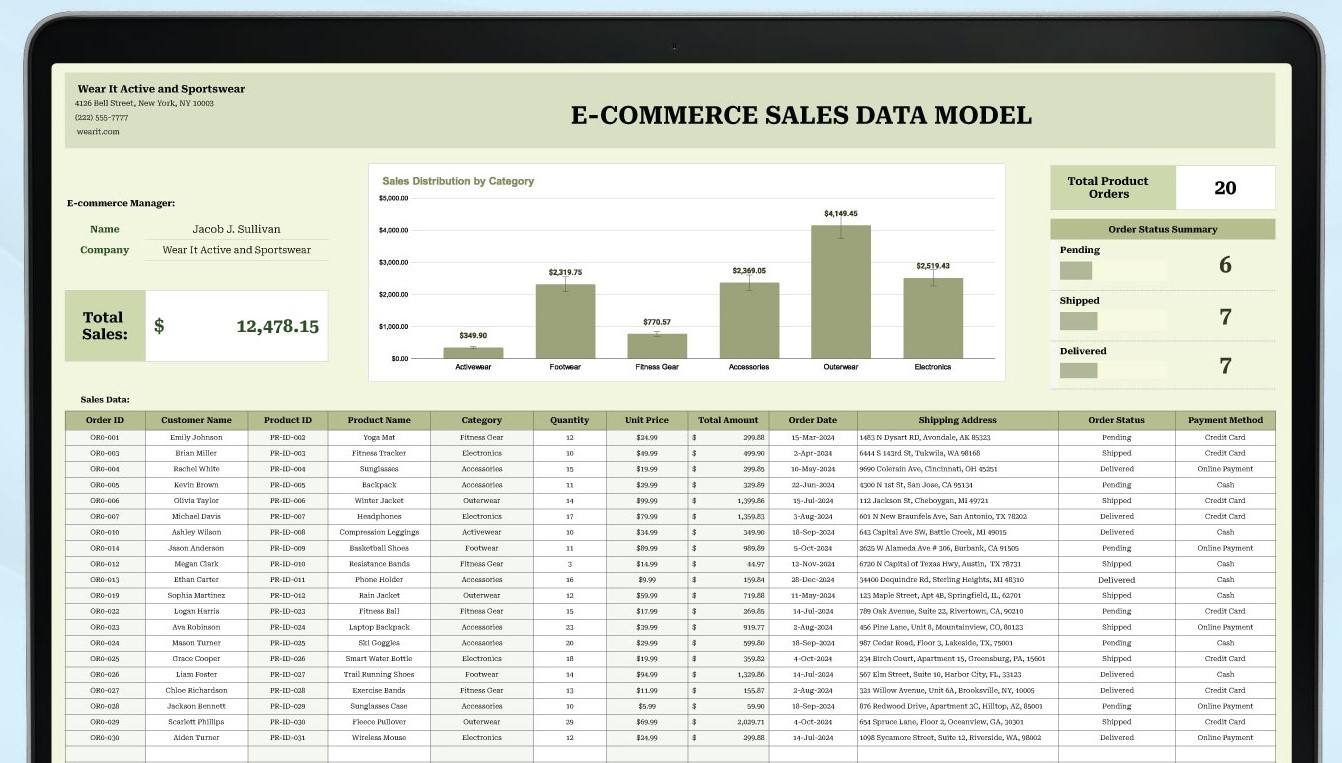 Wear It Active and Sportswear
4126 Bell Street, New York, NY 10003
(222) 555-7777
wearit.com
E-COMMERCE SALES DATA MODEL
E-commerce Manager:
Name Jacob J. Sullivan
Company Wear It Active and Sportswear
Total Sales: $ 12,478.15
Sales Distribution by Category
$5,000.00
$4,000.00
$3,000.00
$2,000.00
$1,000.00
$0.00
$349.90 $2,319.75 $770.57 $2,369.05 $4,149.45 $2,519.43
Activewear Footwear Fitness Gear Accessories Outerwear Electronics
Total Product Orders 20
Order Status Summary
Pending 6
Shipped 7
Delivered 7
Sales Data:
Order ID Customer Name Product ID Product Name Category Quantity Unit Price Total Amount Order Date Shipping Address Order Status Payment Method
OR0-001 Emily Johnson PR-ID-002 Yoga Mat Fitness Gear 12 $24.99 $ 299.88 15-Mar-2024 1483 N Dysart RD, Avondale, AK 85323 Pending Credit Card
OR0-003 Brian Miller PR-ID-003 Fitness Tracker Electronics 10 $49.99 $ 499.90 2-Apr-2024 6444 S 143rd St, Tukwila, WA 98168 Shipped Credit Card
OR0-004 Rachel White PR-ID-004 Sunglasses Accessories 15 $19.99 $ 299.85 10-May-2024 9690 Colerain Ave, Cincinnati, OH 45251 Delivered Online Payment
OR0-005 Kevin Brown PR-ID-005 Backpack Accessories 11 $29.99 $ 329.89 22-Jun-2024 4300 N 1st St, San Jose, CA 95134 Pending Cash
OR0-006 Olivia Taylor PR-ID-006 Winter Jacket Outerwear 14 $99.99 $ 1,399.86 15-Jul-2024 112 Jackson St, Cheboygan, MI 49721 Shipped Credit Card
OR0-007 Michael Davis PR-ID-007 Headphones Electronics 17 $79.99 $ 1,359.83 3-Aug-2024 601 N New Braunfels Ave, San Antonio, TX 78202 Delivered Credit Card
OR0-010 Ashley Wilson PR-ID-008 Compression Leggings Activewear 10 $34.99 $ 349.90 18-Sep-2024 643 Capital Ave SW, Battle Creek, MI 49015 Delivered Cash
OR0-014 Jason Anderson PR-ID-009 Basketball Shoes Footwear 11 $89.99 $ 989.89 5-Oct-2024 2625 W Alameda Ave # 306, Burbank, CA 91505 Pending Online Payment
OR0-012 Megan Clark PR-ID-010 Resistance Bands Fitness Gear 3 $14.99 $ 44.97 12-Nov-2024 6720 N Capital of Texas Hwy, Austin, TX 78731 Shipped Cash
OR0-013 Ethan Carter PR-ID-011 Phone Holder Accessories 16 $9.99 $ 159.84 28-Dec-2024 34400 Dequindre Rd, Sterling Heights, MI 48310 Delivered Cash
OR0-019 Sophia Martinez PR-ID-012 Rain Jacket Outerwear 12 $59.99 $ 719.88 11-May-2024 123 Maple Street, Apt 4B, Springfield, IL, 62701 Shipped Cash
OR0-022 Logan Harris PR-ID-023 Fitness Ball Fitness Gear 15 $17.99 $ 269.85 14-Jul-2024 789 Oak Avenue, Suite 22, Rivertown, CA, 90210 Pending Credit Card
OR0-023 Ava Robinson PR-ID-024 Laptop Backpack Accessories 23 $39.99 $ 919.77 2-Aug-2024 456 Pine Lane, Unit 8, Mountainview, CO, 80123 Shipped Online Payment
OR0-024 Mason Turner PR-ID-025 Ski Goggles Accessories 20 $29.99 $ 599.80 18-Sep-2024 987 Cedar Road, Floor 3, Lakeside, TX, 75001 Pending Cash
OR0-025 Grace Cooper PR-ID-026 Smart Water Bottle Electronics 18 $19.99 $ 359.82 4-Oct-2024 234 Birch Court, Apartment 15, Greensburg, PA, 15601 Shipped Credit Card
OR0-026 Liam Foster PR-ID-027 Trail Running Shoes Footwear 14 $94.99 $ 1,329.86 14-Jul-2024 567 Elm Street, Suite 10, Harbor City, FL, 33123 Delivered Cash
OR0-027 Chloe Richardson PR-ID-028 Exercise Bands Fitness Gear 13 $11.99 $ 155.87 2-Aug-2024 321 Willow Avenue, Unit 6A, Brooksville, NY, 10005 Delivered Credit Card
OR0-028 Jackson Bennett PR-ID-029 Sunglasses Case Accessories 10 $5.99 $ 59.90 18-Sep-2024 876 Redwood Drive, Apartment 3C, Hilltop, AZ, 85001 Pending Online Payment
OR0-029 Scarlett Phillips PR-ID-030 Fleece Pullover Outerwear 29 $69.99 $ 2,029.71 4-Oct-2024 654 Spruce Lane, Floor 2, Oceanview, GA, 30301 Shipped Credit Card
OR0-030 Aiden Turner PR-ID-031 Wireless Mouse Electronics 12 $24.99 $ 299.88 14-Jul-2024 1098 Sycamore Street, Suite 12, Riverside, WA, 98002 Delivered Online Payment